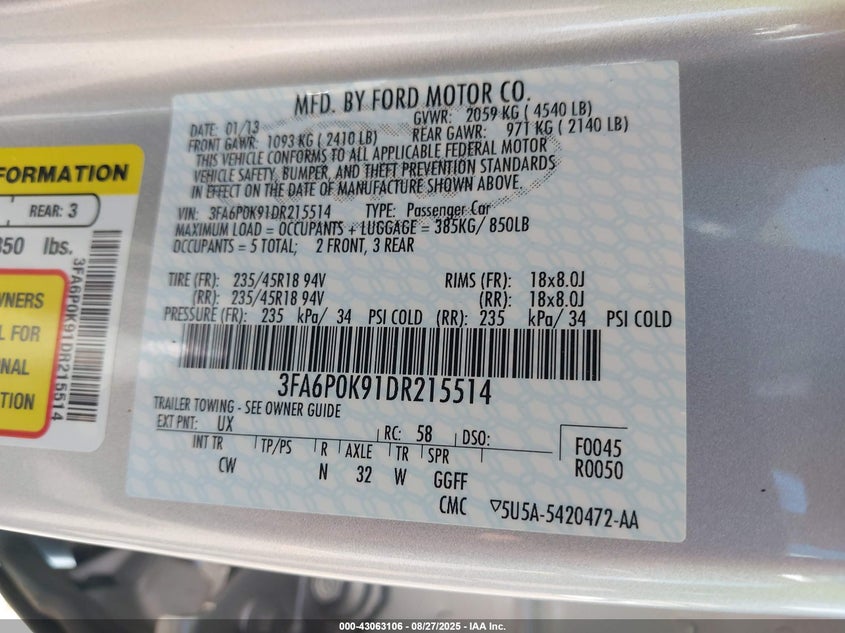 MFD. BY FORD MOTOR CO.
DATE: 01/13 GVWR: 2059 KG ( 4540 LB)
FRONT GAWR: 1093 KG ( 2410 LB) REAR GAWR: 971 KG ( 2140 LB)
THIS VEHICLE CONFORMS TO ALL APPLICABLE FEDERAL MOTOR
VEHICLE SAFETY, BUMPER, AND THEFT PREVENTION STANDARDS
IN EFFECT ON THE DATE OF MANUFACTURE SHOWN ABOVE.
VIN: 3FA6P0K91DR215514 TYPE: Passenger Car
MAXIMUM LOAD = OCCUPANTS + LUGGAGE = 385KG/ 850LB
OCCUPANTS = 5 TOTAL; 2 FRONT, 3 REAR
TIRE (FR): 235/45R18 94V RIMS (FR): 18x8.0J
(RR): 235/45R18 94V (RR): 18x8.0J
PRESSURE (FR): 235 kPa/ 34 PSI COLD (RR): 235 kPa/ 34 PSI COLD
3FA6P0K91DR215514
TRAILER TOWING - SEE OWNER GUIDE
EXT PNT: UX RC: 58 DSO: F0045
INT TR TP/PS R AXLE TR SPR R0050
CW N 32 W GGFF
CMC 5U5A-5420472-AA
FORMATION
REAR: 3
850 lbs.
3FA6P0K91DR215514
WNERS
L FOR
NAL
TION
000-43063106 - 08/27/2025 - IAA Inc.